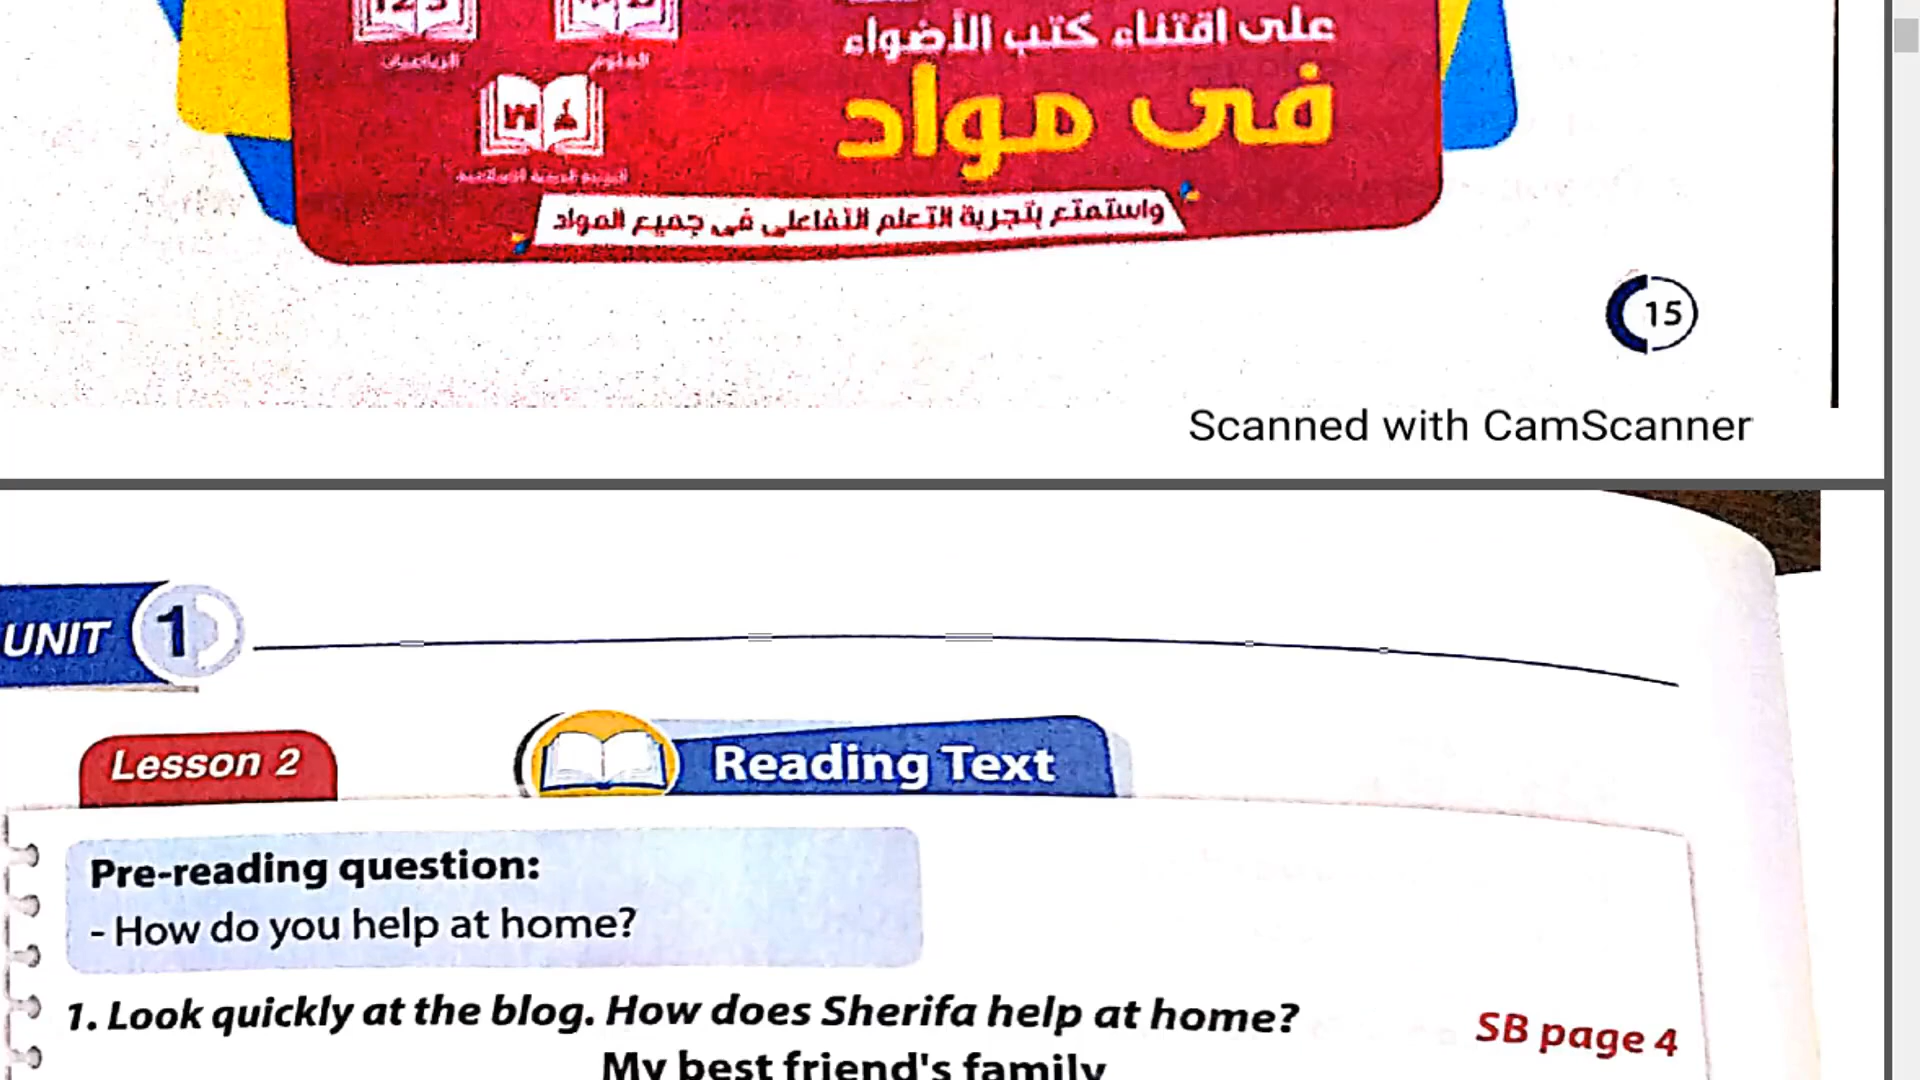 على اقتناء كتب الأضواء
الرياضيات
العلوم
فى مواد
واستمتع بتجربة التعلم التفاعلى فى جميع المواد
15
Scanned with CamScanner
UNIT 1
Lesson 2
Reading Text
Pre-reading question:
- How do you help at home?
1. Look quickly at the blog. How does Sherifa help at home?
SB page 4
My best friend's family